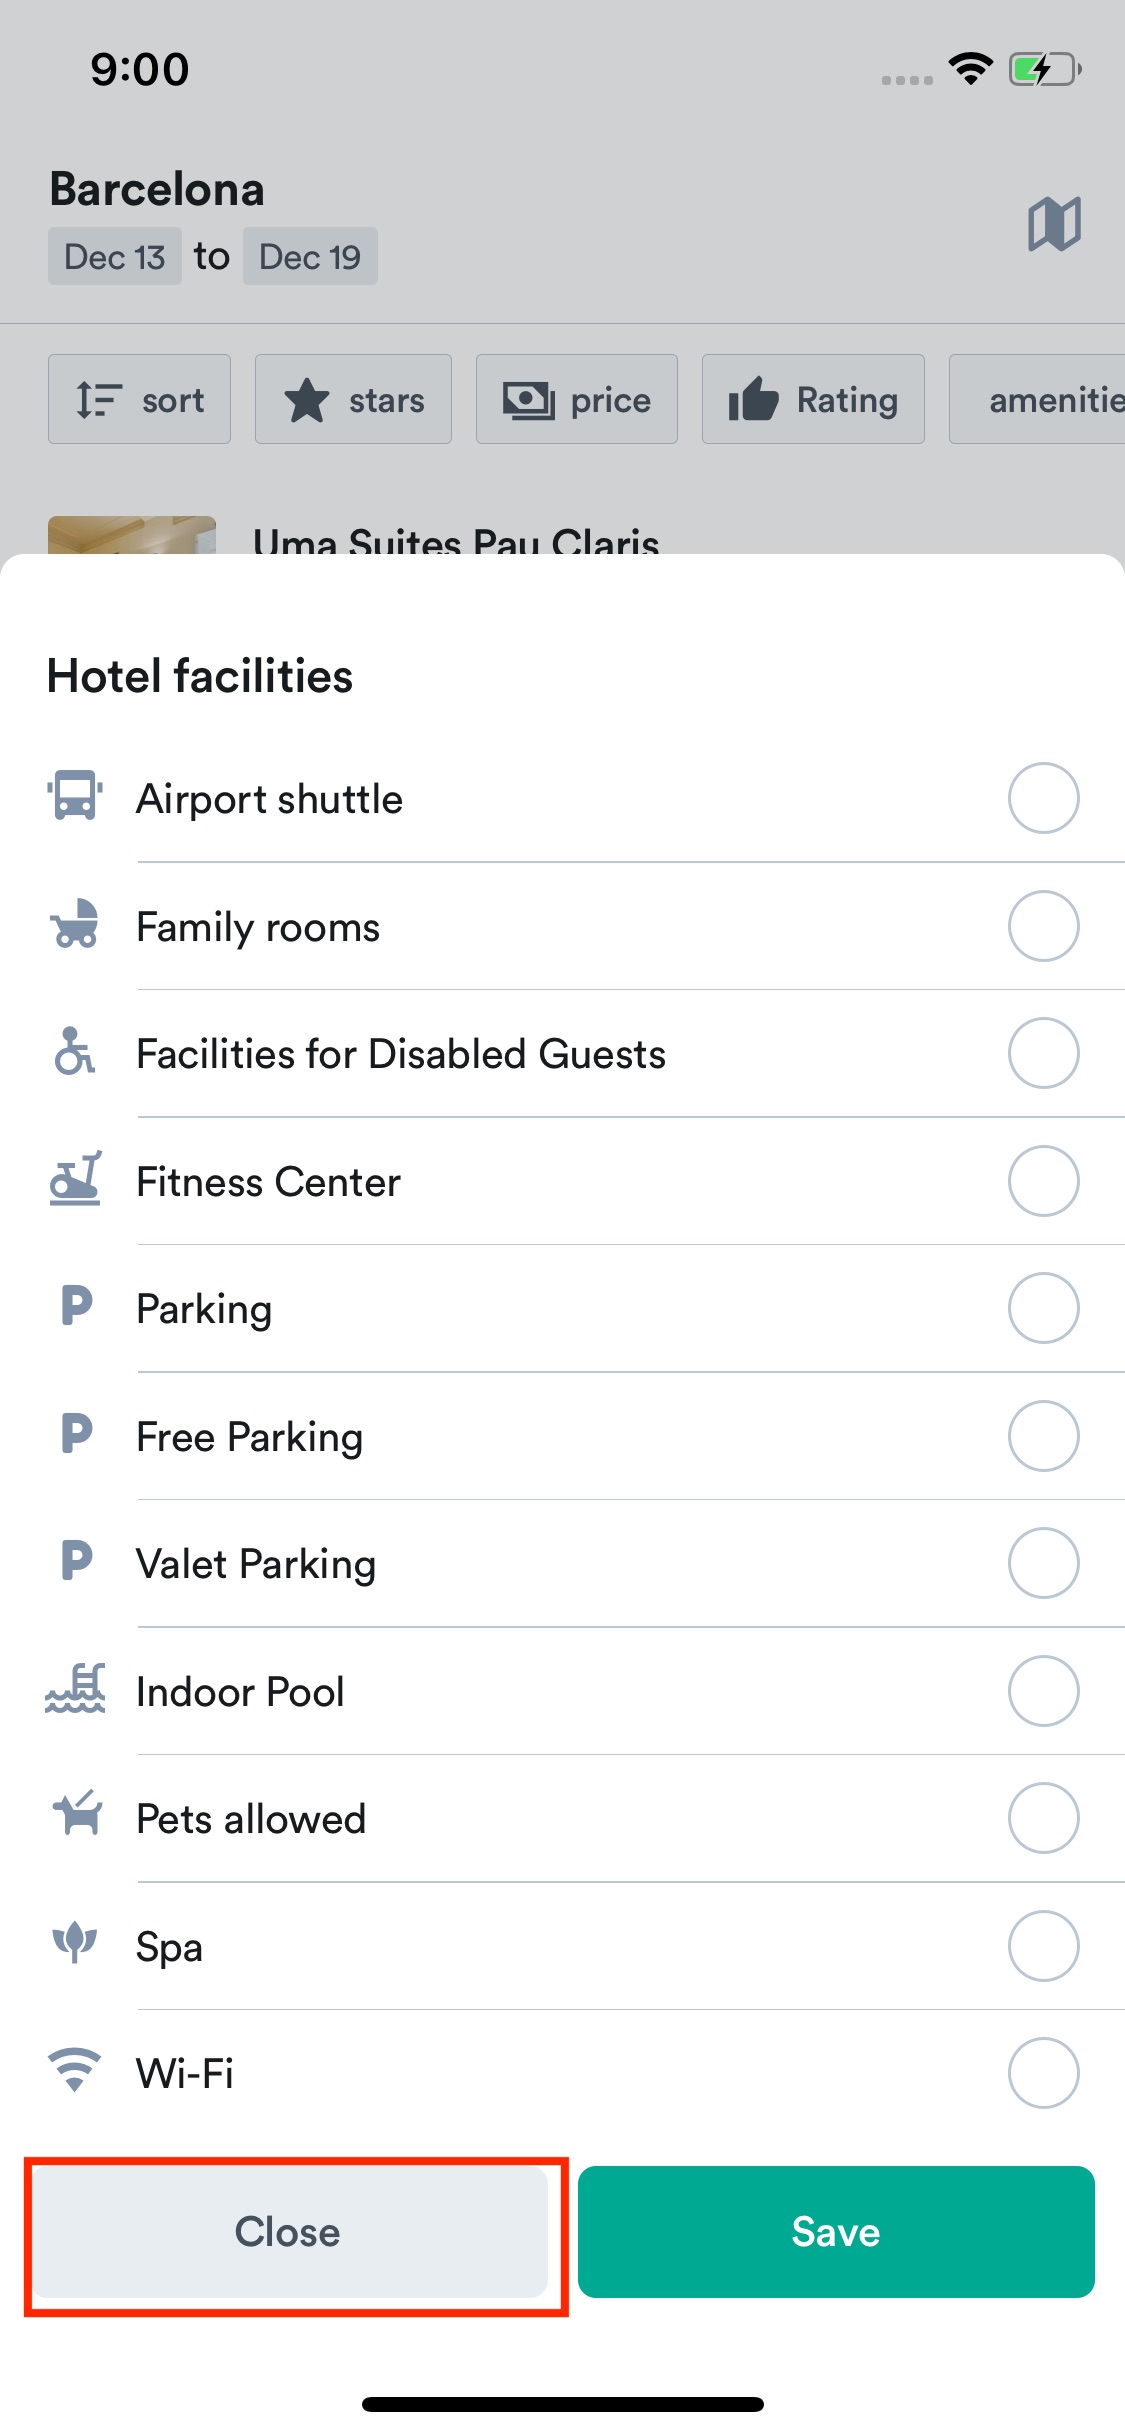 9:00
Barcelona
Dec 13 to Dec 19
sort stars price Rating amenitie
Uma Suites Pau Claris
Hotel facilities
Airport shuttle
Family rooms
Facilities for Disabled Guests
Fitness Center
P Parking
P Free Parking
P Valet Parking
Indoor Pool
Pets allowed
Spa
Wi-Fi
Close Save